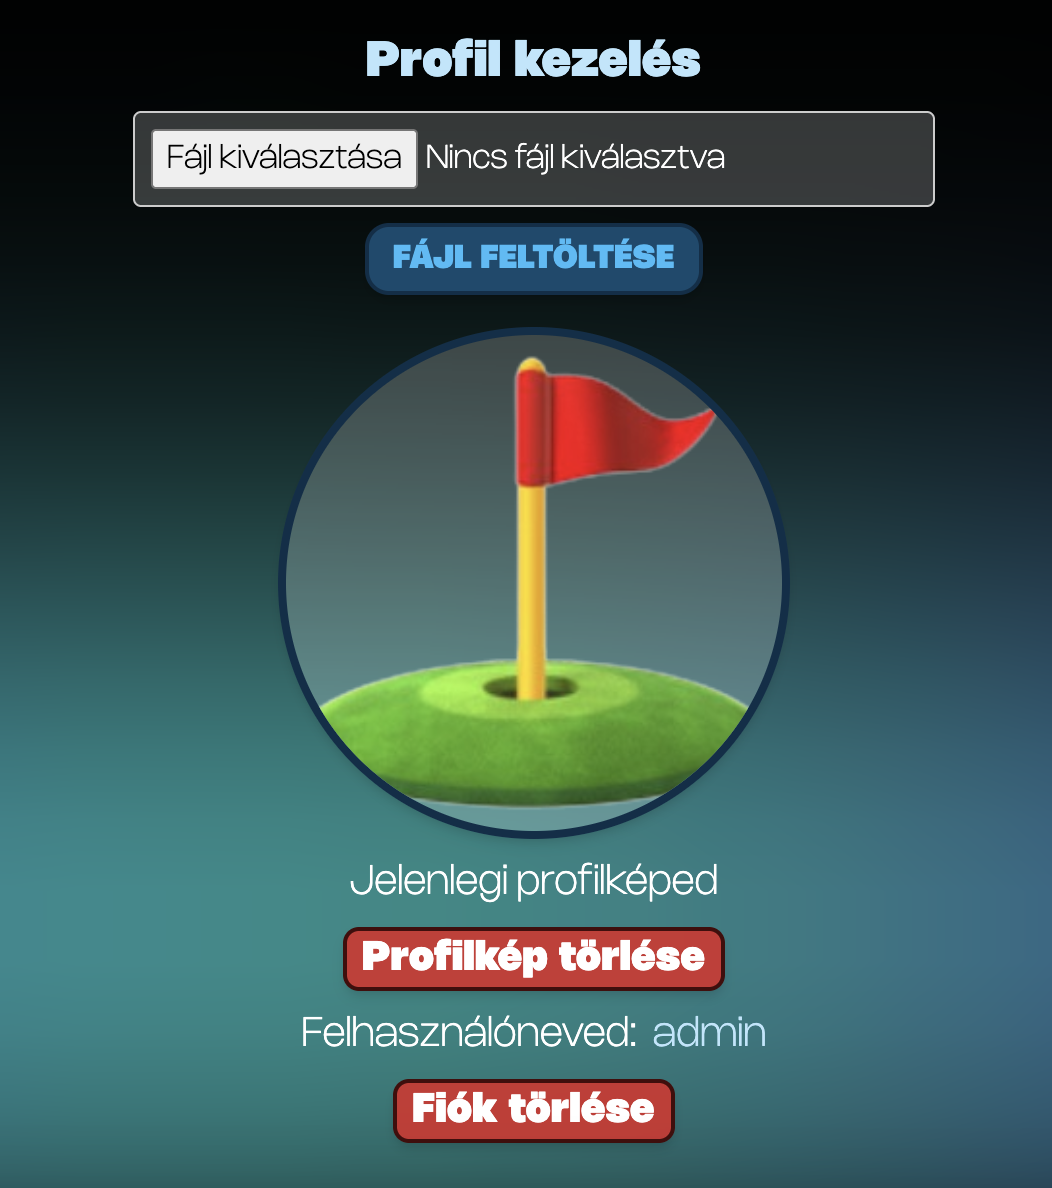 Profil kezelés
Fájl kiválasztása Nincs fájl kiválasztva
FÁJL FELTÖLTÉSE
Jelenlegi profilképed
Profilkép törlése
Felhasználóneved: admin
Fiók törlése